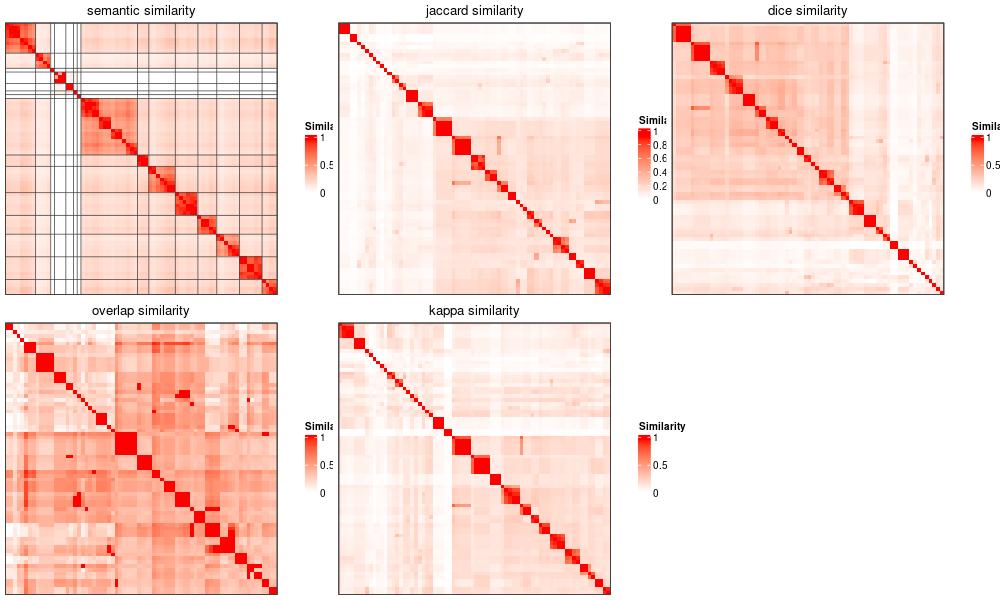 semantic similarity
jaccard similarity
dice similarity
Simila
1
0.5
0
Simila
1
0.8
0.6
0.4
0.2
0
Simila
1
0.5
0
overlap similarity
kappa similarity
Simila
1
0.5
0
Similarity
1
0.5
0